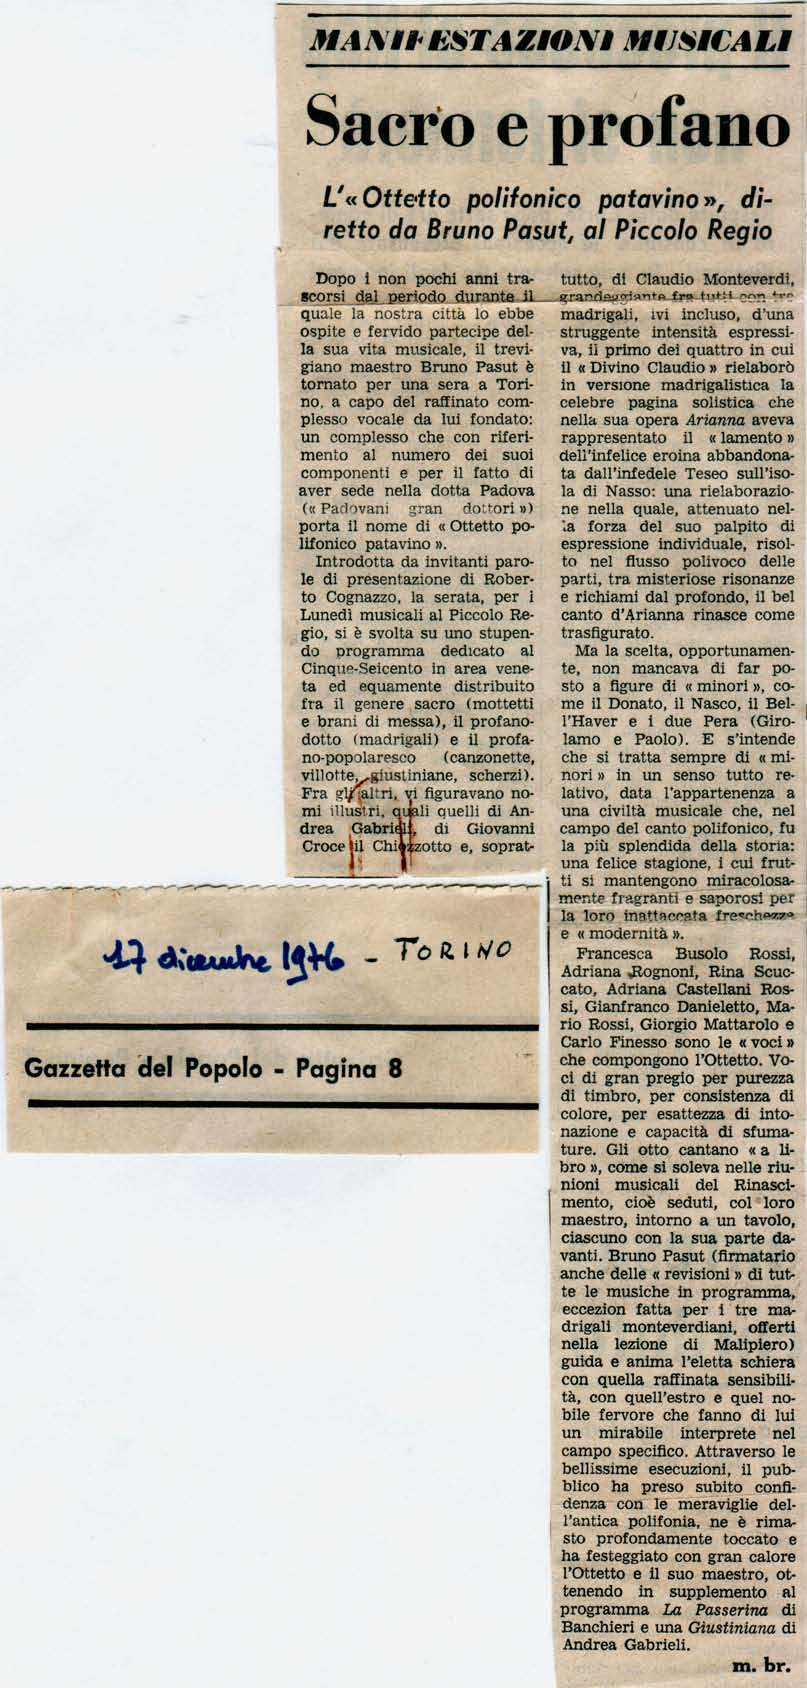 MANIFESTAZIONI MUSICALI
Sacro e profano
L'« Ottetto polifonico patavino », di-
retto da Bruno Pasut, al Piccolo Regio
Dopo i non pochi anni tra-
scorsi dal periodo durante il
quale la nostra città lo ebbe
ospite e fervido partecipe del-
la sua vita musicale, il trevi-
giano maestro Bruno Pasut è
tornato per una sera a Tori-
no, a capo del raffinato com-
plesso vocale da lui fondato:
un complesso che con riferi-
mento al numero dei suoi
componenti e per il fatto di
aver sede nella dotta Padova
(« Padovani gran dottori »)
porta il nome di « Ottetto po-
lifonico patavino ».
Introdotta da invitanti paro-
le di presentazione di Rober-
to Cognazzo, la serata, per i
Lunedì musicali al Piccolo Re-
gio, si è svolta su uno stupen-
do programma dedicato al
Cinque-Seicento in area vene-
ta ed equamente distribuito
fra il genere sacro (mottetti
e brani di messa), il profano-
dotto (madrigali) e il profa-
no-popolaresco (canzonette,
villotte, giustiniane, scherzi).
Fra gli altri, vi figuravano no-
mi illustri, quali quelli di An-
drea Gabrieli, di Giovanni
Croce il Chiozzotto e, soprat-
tutto, di Claudio Monteverdi,
grandeggiante fra tutti con tre
madrigali, ivi incluso, d'una
struggente intensità espressi-
va, il primo dei quattro in cui
il « Divino Claudio » rielaborò
in versione madrigalistica la
celebre pagina solistica che
nella sua opera Arianna aveva
rappresentato il « lamento »
dell'infelice eroina abbandona-
ta dall'infedele Teseo sull'iso-
la di Nasso: una rielaborazio-
ne nella quale, attenuato nel-
la forza del suo palpito di
espressione individuale, risol-
to nel flusso polivoco delle
parti, tra misteriose risonanze
e richiami dal profondo, il bel
canto d'Arianna rinasce come
trasfigurato.
Ma la scelta, opportunamen-
te, non mancava di far po-
sto a figure di « minori », co-
me il Donato, il Nasco, il Bel-
l'Haver e i due Pera (Giro-
lamo e Paolo). E s'intende
che si tratta sempre di « mi-
nori » in un senso tutto re-
lativo, data l'appartenenza a
una civiltà musicale che, nel
campo del canto polifonico, fu
la più splendida della storia:
una felice stagione, i cui frut-
ti si mantengono miracolosa-
mente fragranti e saporosi per
la loro inattaccata freschezza
e « modernità ».
Francesca Busolo Rossi,
Adriana Rognoni, Rina Scuc-
cato, Adriana Castellani Ros-
si, Gianfranco Danieletto, Ma-
rio Rossi, Giorgio Mattarolo e
Carlo Finesso sono le « voci »
che compongono l'Ottetto. Vo-
ci di gran pregio per purezza
di timbro, per consistenza di
colore, per esattezza di into-
nazione e capacità di sfuma-
ture. Gli otto cantano « a li-
bro », come si soleva nelle riu-
nioni musicali del Rinasci-
mento, cioè seduti, col loro
maestro, intorno a un tavolo,
ciascuno con la sua parte da-
vanti. Bruno Pasut (firmatario
anche delle « revisioni » di tut-
te le musiche in programma,
eccezion fatta per i tre ma-
drigali monteverdiani, offerti
nella lezione di Malipiero)
guida e anima l'eletta schiera
con quella raffinata sensibili-
tà, con quell'estro e quel no-
bile fervore che fanno di lui
un mirabile interprete nel
campo specifico. Attraverso le
bellissime esecuzioni, il pub-
blico ha preso subito confi-
denza con le meraviglie del-
l'antica polifonia, ne è rima-
sto profondamente toccato e
ha festeggiato con gran calore
l'Ottetto e il suo maestro, ot-
tenendo in supplemento al
programma La Passerina di
Banchieri e una Giustiniana di
Andrea Gabrieli.
m. br.
17 dicembre 1976 - TORINO
Gazzetta del Popolo - Pagina 8